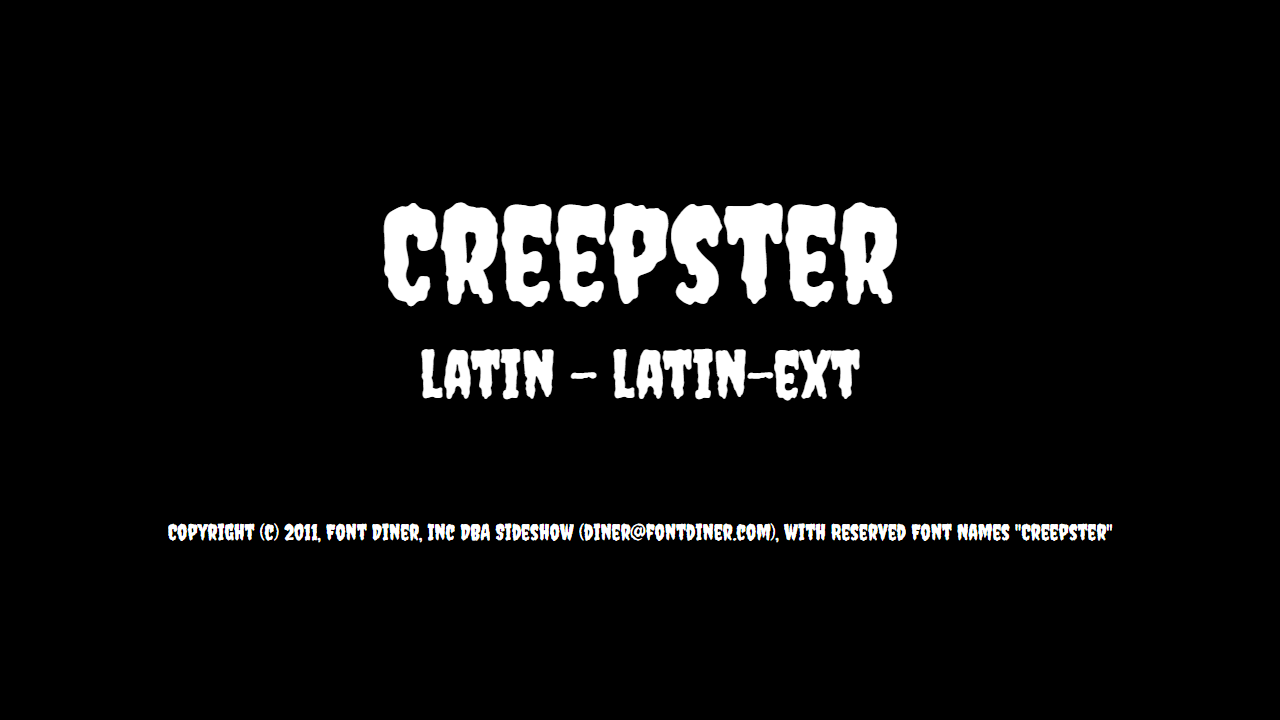 CREEPSTER
LATIN - LATIN-EXT
COPYRIGHT (C) 2011, FONT DINER, INC DBA SIDESHOW (DINER@FONTDINER.COM), WITH RESERVED FONT NAMES "CREEPSTER"